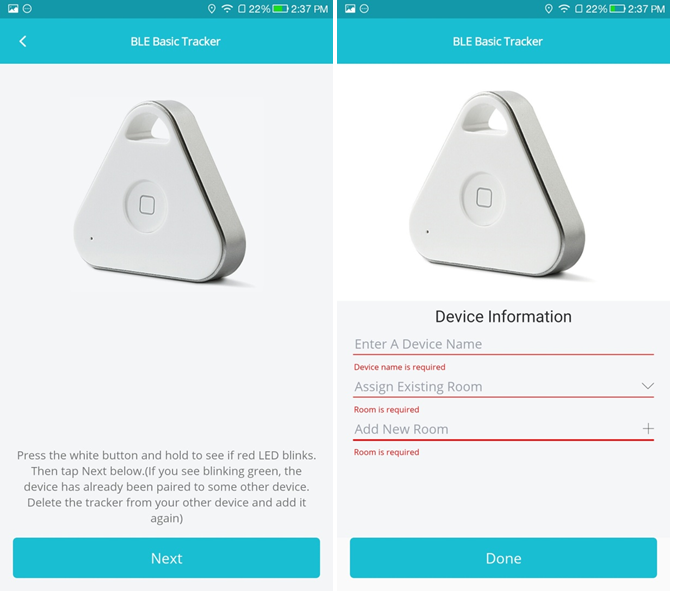 22% 2:37 PM
BLE Basic Tracker
Press the white button and hold to see if red LED blinks.
Then tap Next below.(If you see blinking green, the
device has already been paired to some other device.
Delete the tracker from your other device and add it
again)
Next
22% 2:37 PM
BLE Basic Tracker
Device Information
Enter A Device Name
Device name is required
Assign Existing Room
Room is required
Add New Room
Room is required
Done